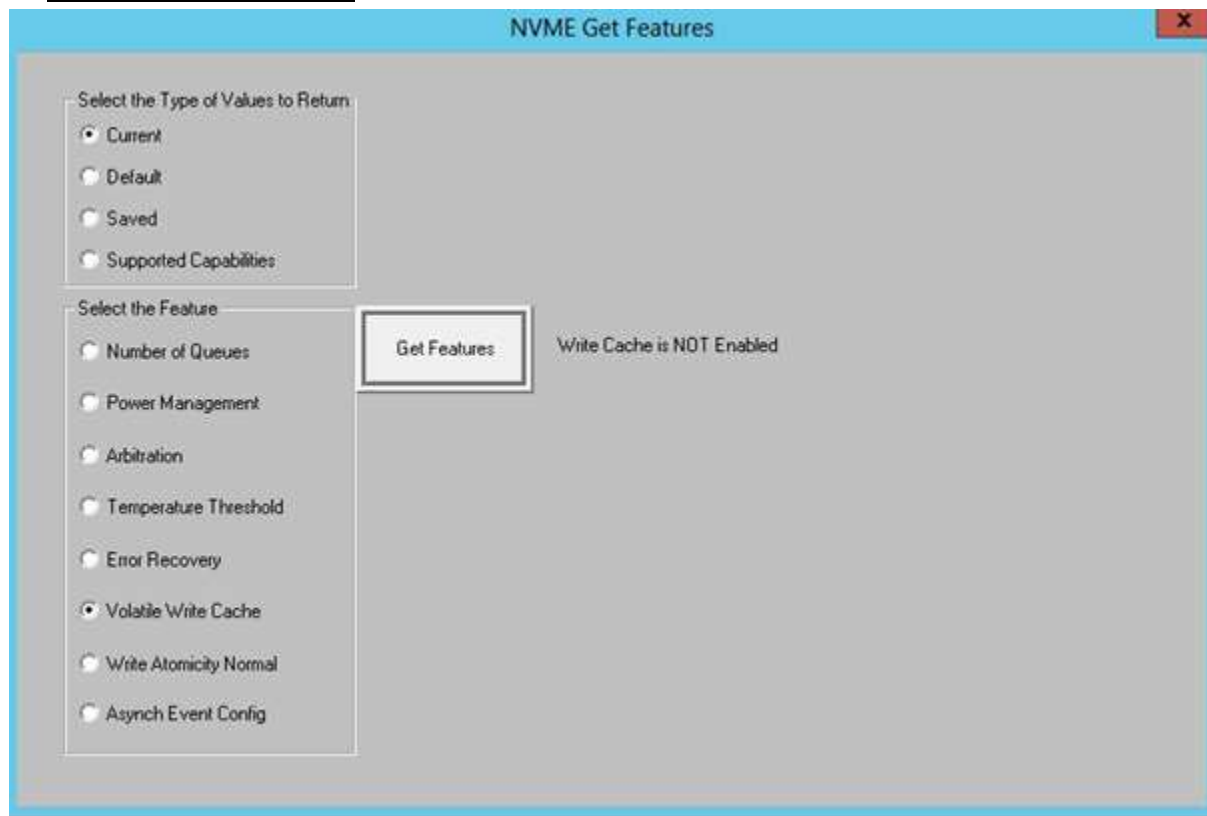 NVME Get Features
x
Select the Type of Values to Return
Current
Default
Saved
Supported Capabilities
Select the Feature
Number of Queues
Get Features
Write Cache is NOT Enabled
Power Management
Arbitration
Temperature Threshold
Error Recovery
Volatile Write Cache
Write Atomicity Normal
Asynch Event Config